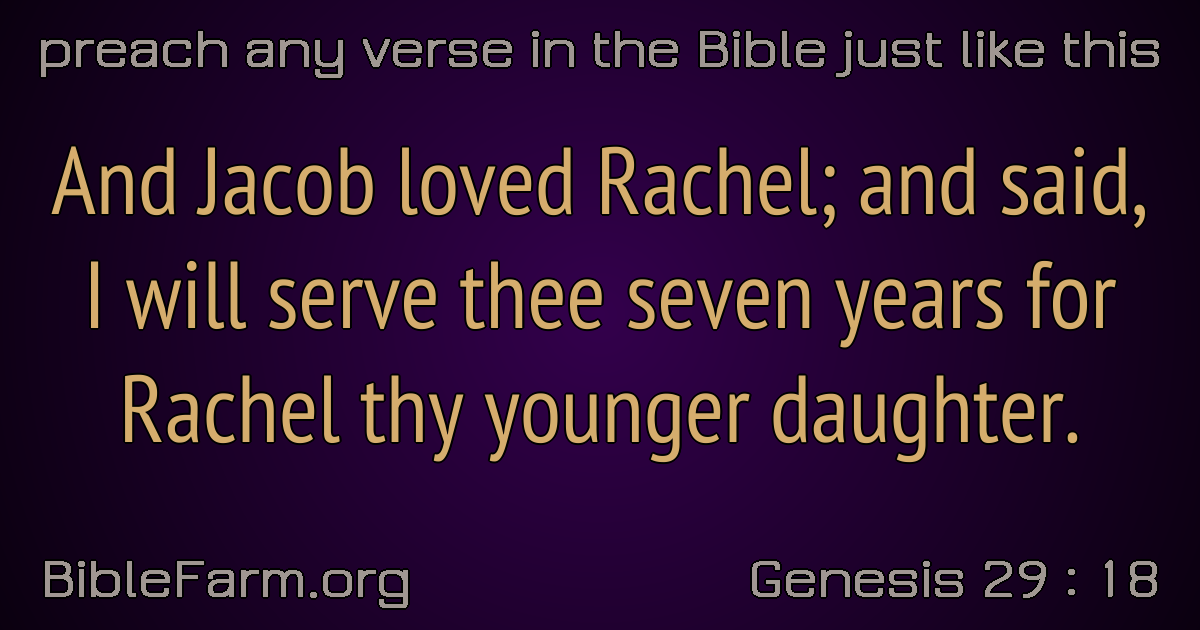 preach any verse in the Bible just like this
And Jacob loved Rachel; and said,
I will serve thee seven years for
Rachel thy younger daughter.
BibleFarm.org
Genesis 29 : 18